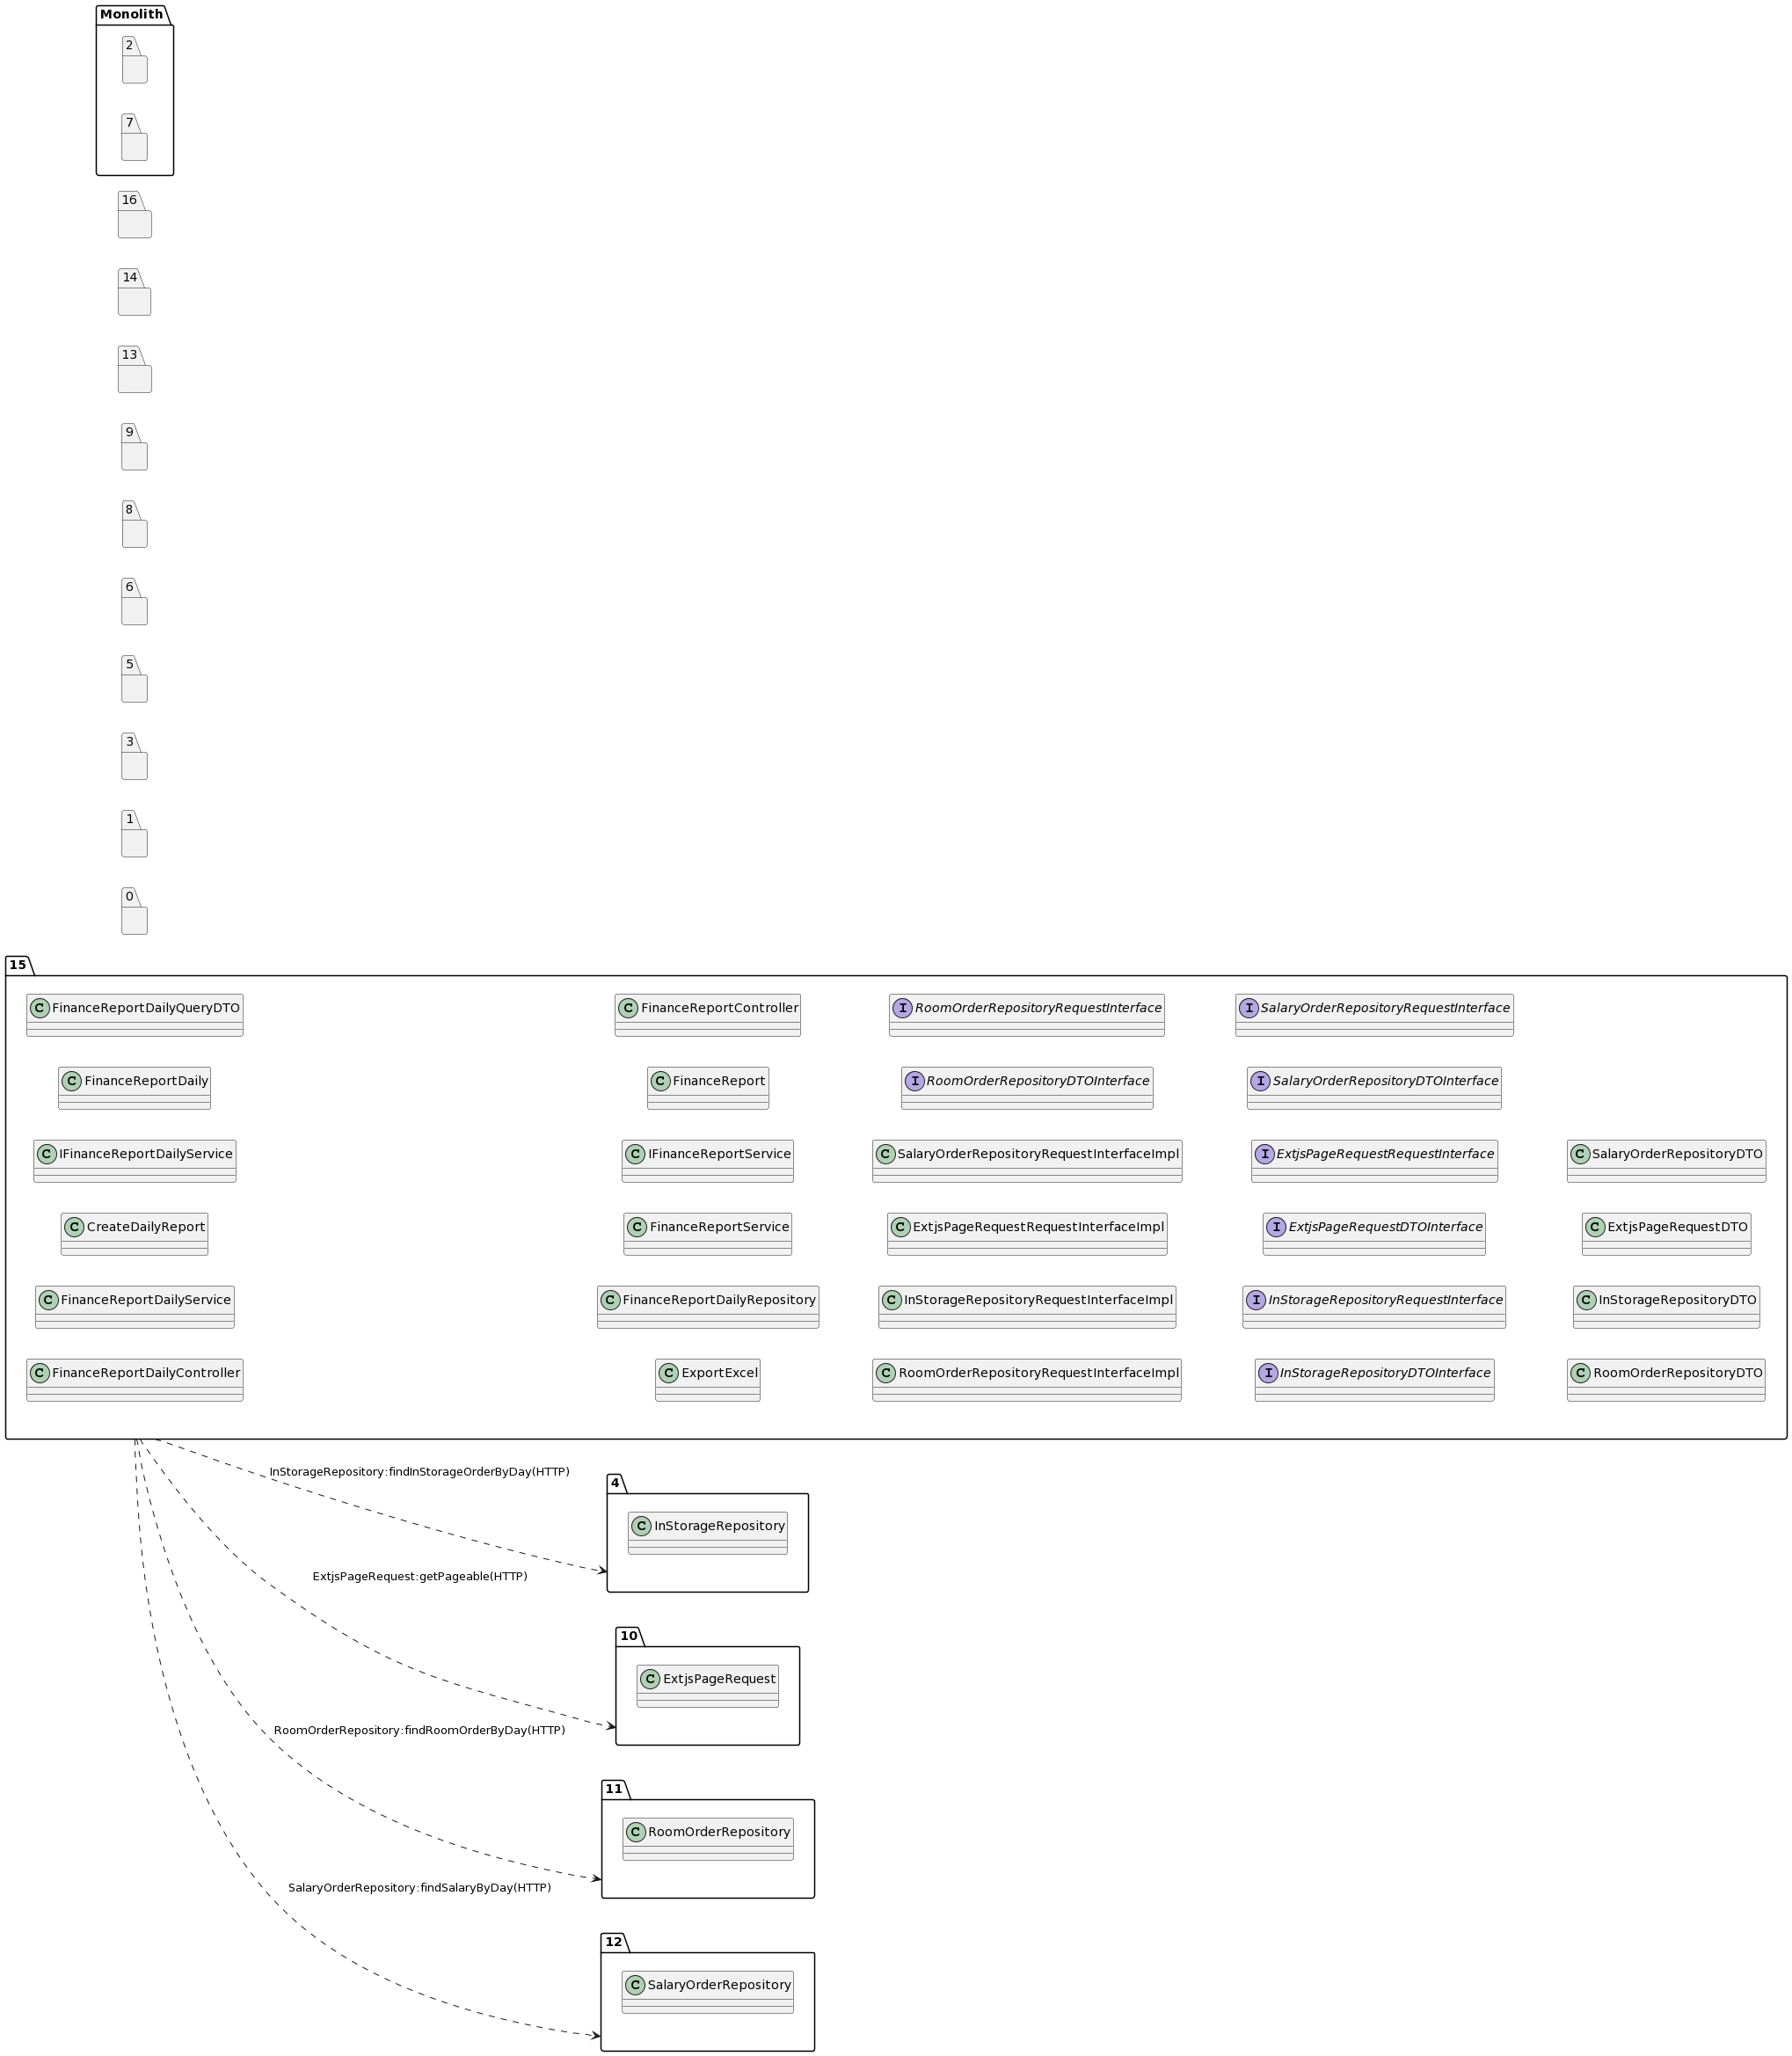 Monolith
2
7
16
14
13
9
8
6
5
3
1
0
15
C FinanceReportDailyQueryDTO
C FinanceReportController
I RoomOrderRepositoryRequestInterface
I SalaryOrderRepositoryRequestInterface
C FinanceReportDaily
C FinanceReport
I RoomOrderRepositoryDTOInterface
I SalaryOrderRepositoryDTOInterface
C IFinanceReportDailyService
C IFinanceReportService
C SalaryOrderRepositoryRequestInterfaceImpl
I ExtjsPageRequestRequestInterface
C SalaryOrderRepositoryDTO
C CreateDailyReport
C FinanceReportService
C ExtjsPageRequestRequestInterfaceImpl
I ExtjsPageRequestDTOInterface
C ExtjsPageRequestDTO
C FinanceReportDailyService
C FinanceReportDailyRepository
C InStorageRepositoryRequestInterfaceImpl
I InStorageRepositoryRequestInterface
C InStorageRepositoryDTO
C FinanceReportDailyController
C ExportExcel
C RoomOrderRepositoryRequestInterfaceImpl
I InStorageRepositoryDTOInterface
C RoomOrderRepositoryDTO
InStorageRepository:findInStorageOrderByDay(HTTP)
4
C InStorageRepository
ExtjsPageRequest:getPageable(HTTP)
10
C ExtjsPageRequest
RoomOrderRepository:findRoomOrderByDay(HTTP)
11
C RoomOrderRepository
SalaryOrderRepository:findSalaryByDay(HTTP)
12
C SalaryOrderRepository